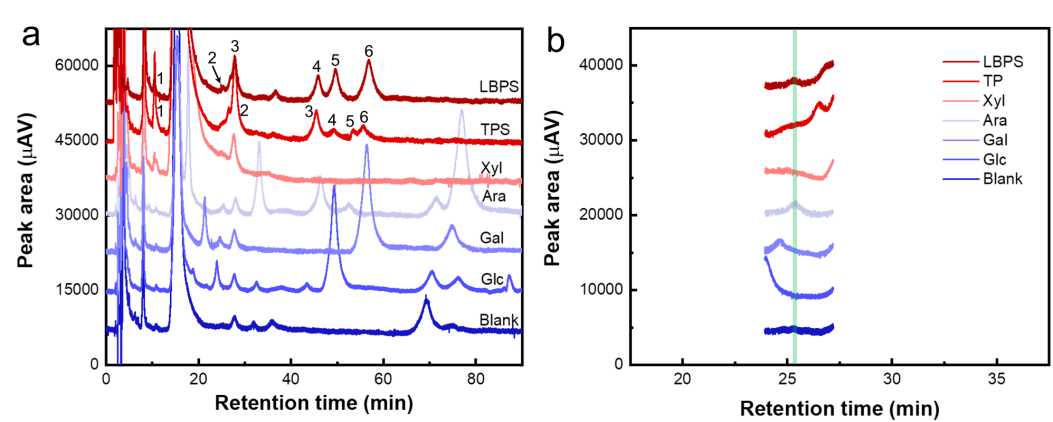 a
Peak area (μAV)
60000
45000
30000
15000
0
0 20 40 60 80
Retention time (min)
1
2
3
4
5
6
LBPS
1
2
3
4
5
6
TPS
Xyl
Ara
Gal
Glc
Blank
b
Peak area (μAV)
40000
30000
20000
10000
0
20 25 30 35
Retention time (min)
LBPS
TP
Xyl
Ara
Gal
Glc
Blank